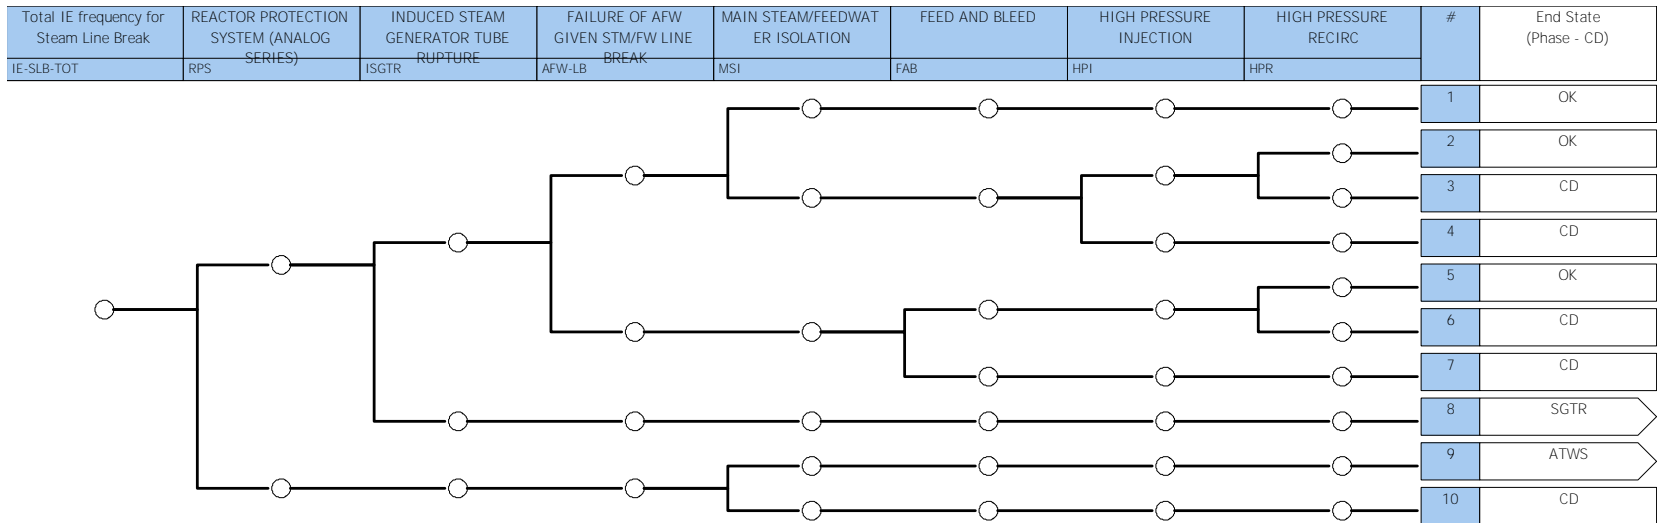 Total IE frequency for
Steam Line Break
REACTOR PROTECTION
SYSTEM (ANALOG
SERIES)
INDUCED STEAM
GENERATOR TUBE
RUPTURE
FAILURE OF AFW
GIVEN STM/FW LINE
BREAK
MAIN STEAM/FEEDWAT
ER ISOLATION
FEED AND BLEED
HIGH PRESSURE
INJECTION
HIGH PRESSURE
RECIRC
#
End State
(Phase - CD)
IE-SLB-TOT
RPS
ISGTR
AFW-LB
MSI
FAB
HPI
HPR
1 OK
2 OK
3 CD
4 CD
5 OK
6 CD
7 CD
8 SGTR
9 ATWS
10 CD